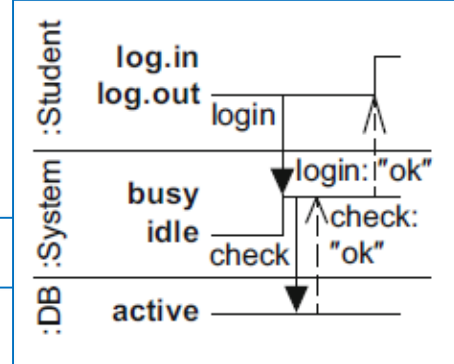 :Student
log.in
log.out
login
login: "ok"
:System
busy
idle
check
check:
"ok"
:DB
active